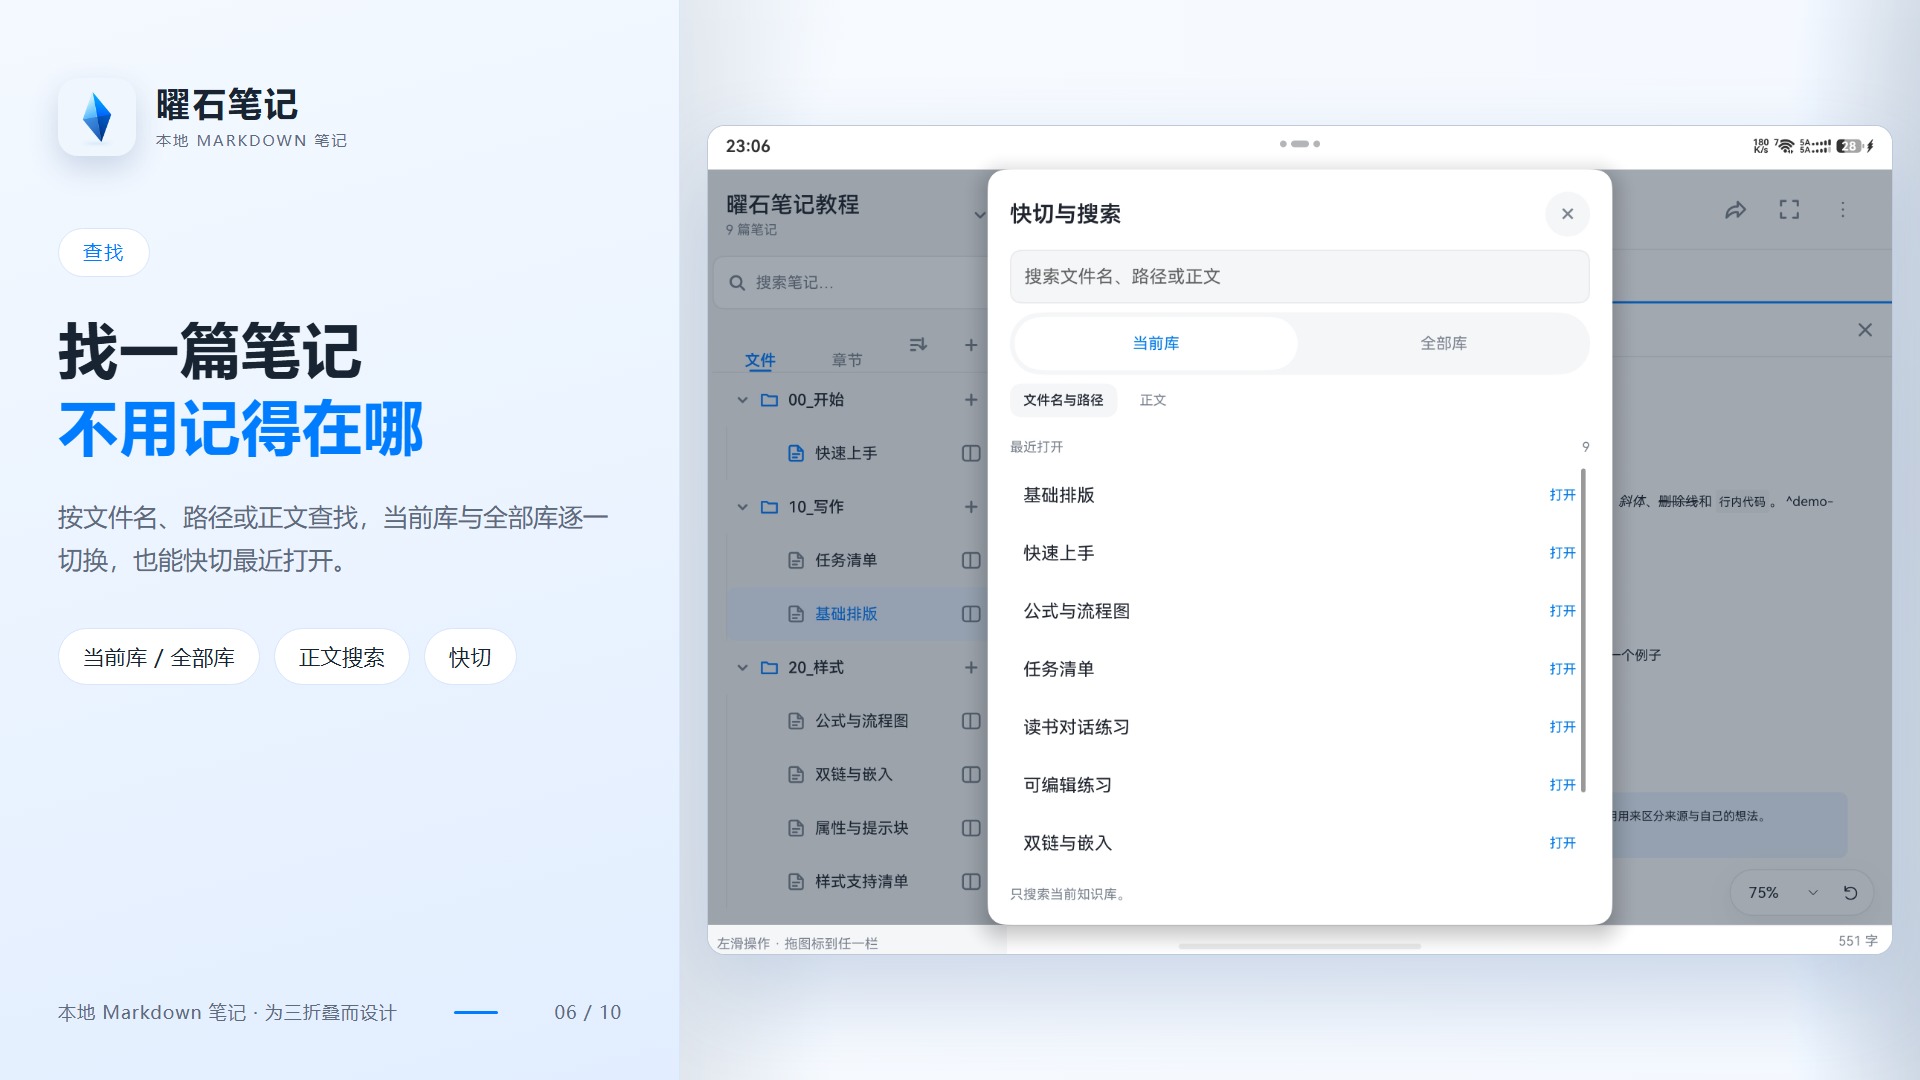 曜石笔记
本地 MARKDOWN 笔记
查找
找一篇笔记
不用记得在哪
按文件名、路径或正文查找，当前库与全部库逐一
切换，也能快切最近打开。
当前库 / 全部库
正文搜索
快切
本地 Markdown 笔记 · 为三折叠而设计
06 / 10
23:06
180 K/s
7
5A
5A
28
曜石笔记教程
9 篇笔记
搜索笔记...
文件
章节
00_开始
快速上手
10_写作
任务清单
基础排版
20_样式
公式与流程图
双链与嵌入
属性与提示块
样式支持清单
左滑操作 · 拖图标到任一栏
快切与搜索
搜索文件名、路径或正文
当前库
全部库
文件名与路径
正文
最近打开
9
基础排版
打开
快速上手
打开
公式与流程图
打开
任务清单
打开
读书对话练习
打开
可编辑练习
打开
双链与嵌入
打开
只搜索当前知识库。
斜体、删除线和 行内代码 。 ^demo-
一个例子
用来区分来源与自己的想法。
75%
551 字